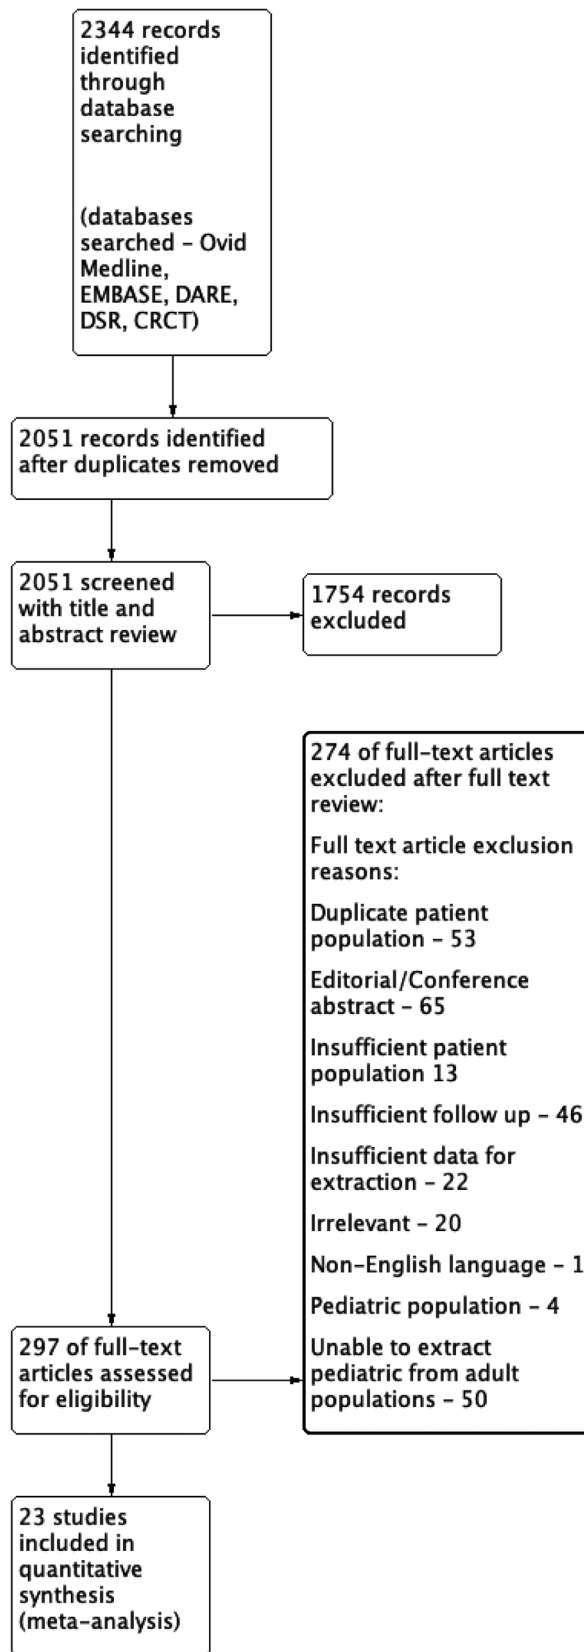 2344 records
identified
through
database
searching
(databases
searched – Ovid
Medline,
EMBASE, DARE,
DSR, CRCT)
2051 records identified
after duplicates removed
2051 screened
with title and
abstract review
1754 records
excluded
274 of full-text articles
excluded after full text
review:
Full text article exclusion
reasons:
Duplicate patient
population – 53
Editorial/Conference
abstract – 65
Insufficient patient
population 13
Insufficient follow up – 46
Insufficient data for
extraction – 22
Irrelevant – 20
Non-English language – 1
Pediatric population – 4
Unable to extract
pediatric from adult
populations – 50
297 of full-text
articles assessed
for eligibility
23 studies
included in
quantitative
synthesis
(meta-analysis)